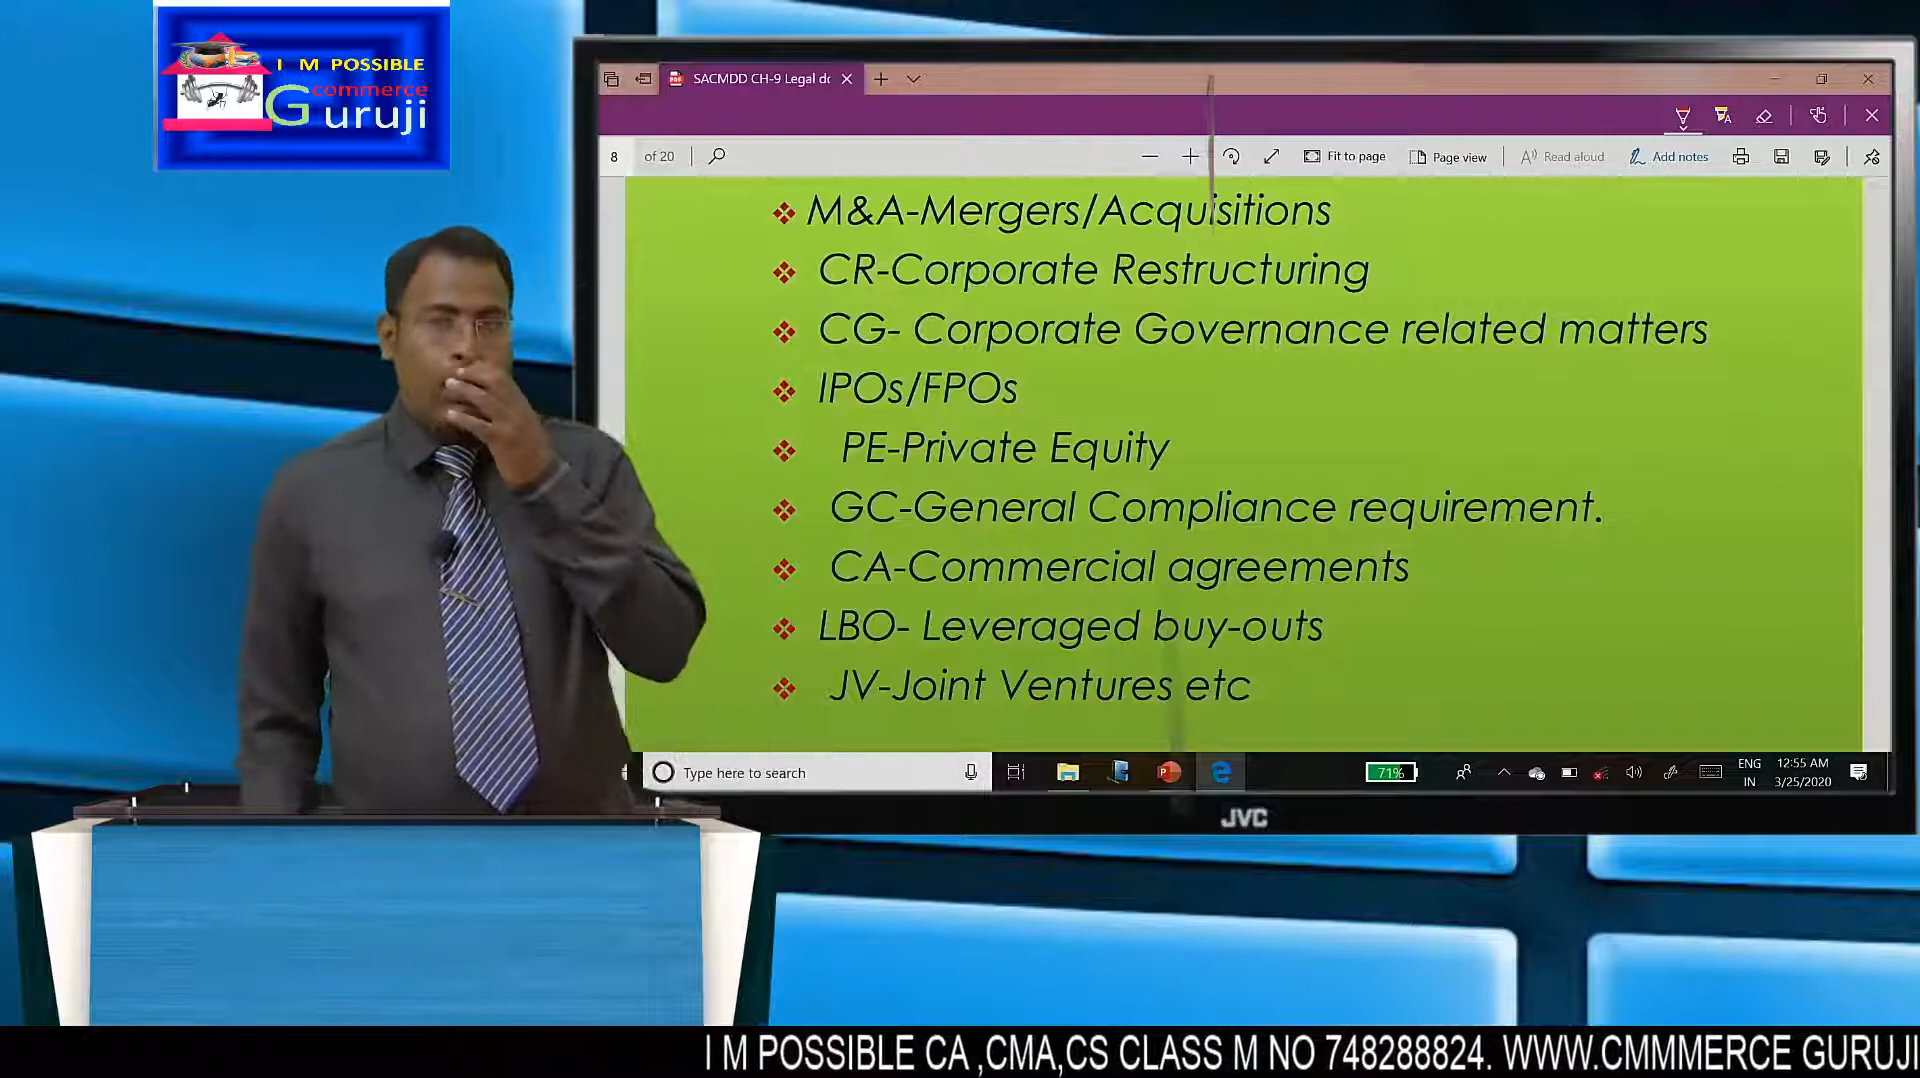 I M POSSIBLE
commerce
Guruji
SACMDD CH-9 Legal dc
8 of 20
Fit to page
Page view
Read aloud
Add notes
M&A-Mergers/Acquisitions
CR-Corporate Restructuring
CG- Corporate Governance related matters
IPOs/FPOs
PE-Private Equity
GC-General Compliance requirement.
CA-Commercial agreements
LBO- Leveraged buy-outs
JV-Joint Ventures etc
Type here to search
71%
ENG
IN
12:55 AM
3/25/2020
JVC
I M POSSIBLE CA ,CMA,CS CLASS M NO 748288824. WWW.CMMMERCE GURUJI